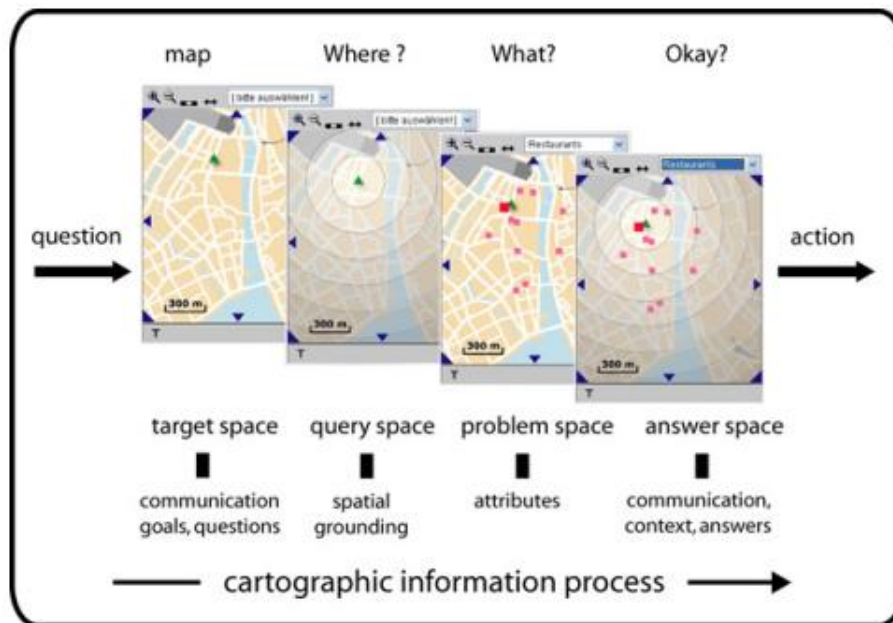 map
Where ?
What?
Okay?
[bitte auswählen!]
[bitte auswählen!]
Restaurants
Restaurants
question
action
300 m
300 m
300 m
300 m
T
T
T
T
target space
query space
problem space
answer space
communication
goals, questions
spatial
grounding
attributes
communication,
context, answers
cartographic information process